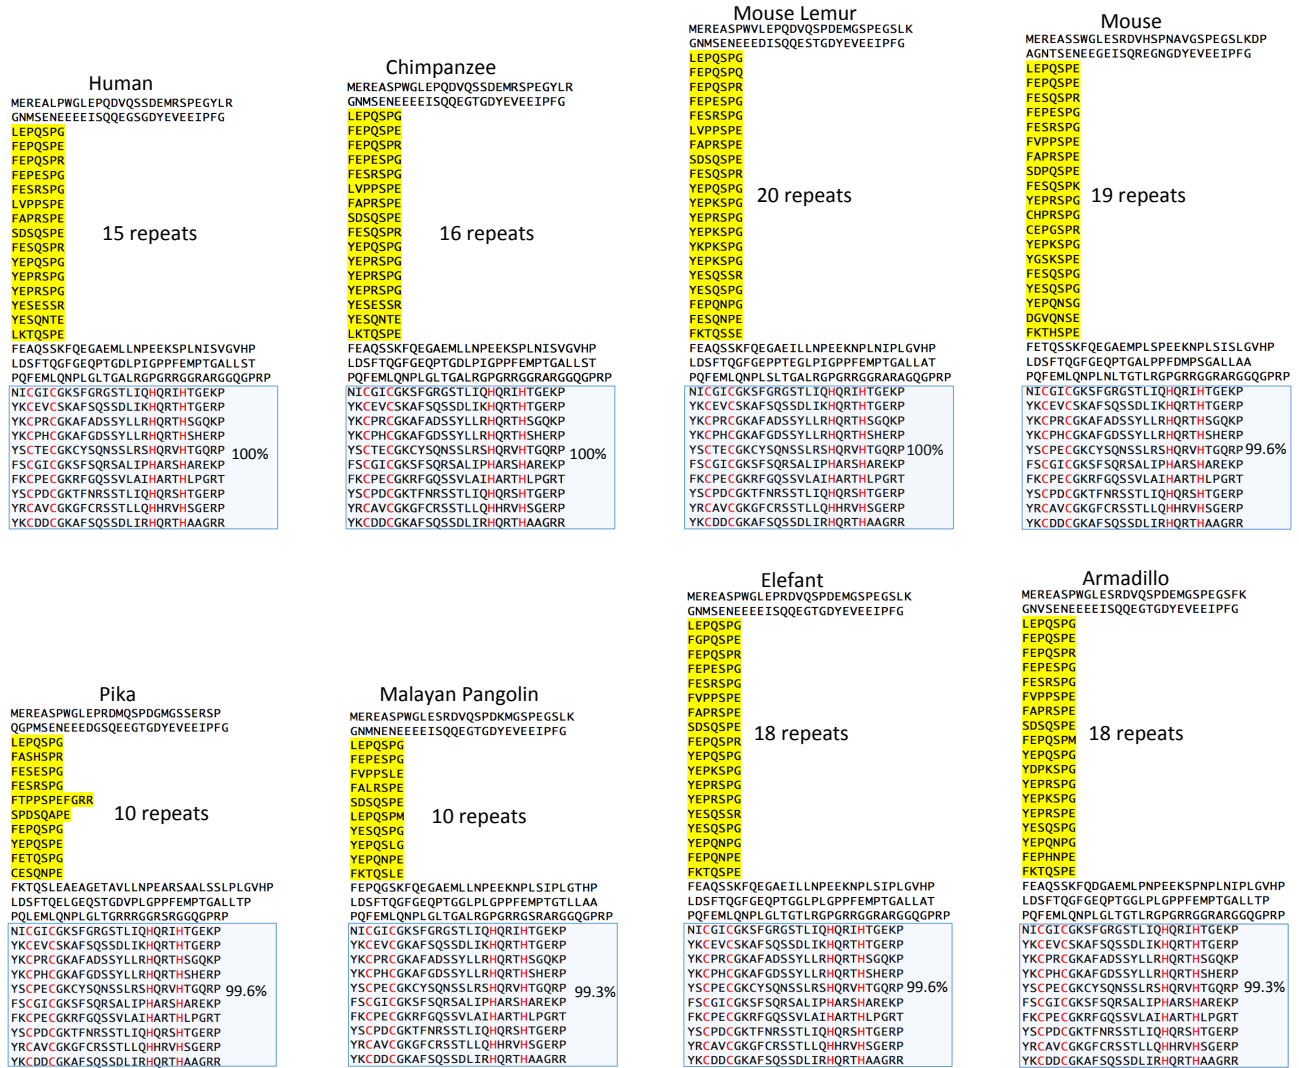 Human
MEREALPWGLEPQDVQSSDEMRSPEGYLR
GNMSENEEEEISQQEGSGDYEVEEIPFG
LEPQSPG
FEPQSPE
FEPQSPR
FEPESPG
FESRSPG
LVPPSPE
FAPRSPE
SDSQSPE
FESQSPR
YEPQSPG
YEPRSPG
YEPRSPG
YESESSR
YESQNTE
LKTQSPE
15 repeats
FEAQSSKFQEGAEMLLNPEEKSPLNISVGVHP
LDSFTQGFGEQPTGDLPIGPPFEMPTGALLST
PQFEMLQNPLGLTGALRGPGRRGGRARGGQGPRP
NICGICGKSFGRGSTLIQHQRIHTGEKP
YKCEVCSKAFSQSSDLIKHQRTHTGERP
YKCPRCGKAFADSSYLLRHQRTHSGQKP
YKCPHCGKAFGDSSYLLRHQRTHSHERP
YSCTECGKCYSQNSSLRSHQRVHTGQRP
FSCGICGKSFSQRSALIPHARSHAREKP
FKCPECGKRFGQSSVLAIHARTHLPGRT
YSCPDCGKTFNRSSTLIQHQRSHTGERP
YRCAVCGKGFCRSSTLLQHHRVHSGERP
YKCDDCGKAFSQSSDLIRHQRTHAAGRR
100%
Chimpanzee
MEREASPWGLEPQDVQSSDEMRSPEGYLR
GNMSENEEEEISQQEGTGDYEVEEIPFG
LEPQSPG
FEPQSPE
FEPQSPR
FEPESPG
FESRSPG
LVPPSPE
FAPRSPE
SDSQSPE
FESQSPR
YEPQSPG
YEPRSPG
YEPRSPG
YEPRSPG
YESESSR
YESQNTE
LKTQSPE
16 repeats
FEAQSSKFQEGAEMLLNPEEKSPLNISVGVHP
LDSFTQGFGEQPTGDLPIGPPFEMPTGALLST
PQFEMLQNPLGLTGALRGPGRRGGRARGGQGPRP
NICGICGKSFGRGSTLIQHQRIHTGEKP
YKCEVCSKAFSQSSDLIKHQRTHTGERP
YKCPRCGKAFADSSYLLRHQRTHSGQKP
YKCPHCGKAFGDSSYLLRHQRTHSHERP
YSCTECGKCYSQNSSLRSHQRVHTGQRP
FSCGICGKSFSQRSALIPHARSHAREKP
FKCPECGKRFGQSSVLAIHARTHLPGRT
YSCPDCGKTFNRSSTLIQHQRSHTGERP
YRCAVCGKGFCRSSTLLQHHRVHSGERP
YKCDDCGKAFSQSSDLIRHQRTHAAGRR
100%
Mouse Lemur
MEREASPWVLEPQDVQSPDEMGSPEGSLK
GNMSENEEEDISQQESTGDYEVEEIPFG
LEPQSPG
FEPQSPQ
FEPQSPR
FEPESPG
FESRSPG
LVPPSPE
FAPRSPE
SDSQSPE
FESQSPR
YEPQSPG
YEPKSPG
YEPRSPG
YEPKSPG
YKPKSPG
YEPKSPG
YESQSSR
YESQSPG
FEPQNPG
FESQNPE
FKTQSSE
20 repeats
FEAQSSKFQEGAEILLNPEEKNPLNIPLGVHP
LDSFTQGFGEPPTEGLPIGPPFEMPTGALLAT
PQFEMLQNPLSLTGALRGPGRRGGRARAGQGPRP
NICGICGKSFGRGSTLIQHQRIHTGEKP
YKCEVCSKAFSQSSDLIKHQRTHTGERP
YKCPRCGKAFADSSYLLRHQRTHSGQKP
YKCPHCGKAFGDSSYLLRHQRTHSHERP
YSCTECGKCYSQNSSLRSHQRVHTGQRP
FSCGICGKSFSQRSALIPHARSHAREKP
FKCPECGKRFGQSSVLAIHARTHLPGRT
YSCPDCGKTFNRSSTLIQHQRSHTGERP
YRCAVCGKGFCRSSTLLQHHRVHSGERP
YKCDDCGKAFSQSSDLIRHQRTHAAGRR
100%
Mouse
MEREASSWGLESRDVHSPNAVGSPEGSLKDP
AGNTSENEEGEISQREGNGDYEVEEIPFG
LEPQSPE
FEPQSPE
FESQSPR
FEPESPG
FESRSPG
FVPPSPE
FAPRSPE
SDPQSPE
FESQSPK
YEPRSPG
CHPRSPG
CEPGSPR
YEPKSPG
YGSKSPE
FESQSPG
YESQSPG
YEPQNSG
DGVQNSE
FKTHSPE
19 repeats
FETQSSKFQEGAEMPLSPEEKNPLSISLGVHP
LDSFTQGFGEQPTGALPPFDMPSGALLAA
PQFEMLQNPLNLTGTLRGPGRRGGRARGGQGPRP
NICGICGKSFGRGSTLIQHQRIHTGEKP
YKCEVCSKAFSQSSDLIKHQRTHTGERP
YKCPRCGKAFADSSYLLRHQRTHSGQKP
YKCPHCGKAFGDSSYLLRHQRTHSHERP
YSCPECGKCYSQNSSLRSHQRVHTGQRP
FSCGICGKSFSQRSALIPHARSHAREKP
FKCPECGKRFGQSSVLAIHARTHLPGRT
YSCPDCGKTFNRSSTLIQHQRSHTGERP
YRCAVCGKGFCRSSTLLQHHRVHSGERP
YKCDDCGKAFSQSSDLIRHQRTHAAGRR
99.6%
Pika
MEREASPWGLEPRDMQSPDGMGSSERSP
QGPMSENEEEDGSQEEGTGDYEVEEIPFG
LEPQSPG
FASHSPR
FESESPG
FESRSPG
FTPPSPEFGRR
SPDSQAPE
FEPQSPG
YEPQSPE
FETQSPG
CESQNPE
10 repeats
FKTQSLEAEAGETAVLLNPEARSAALSSLPLGVHP
LDSFTQELGEQSTGDVPLGPPFEMPTGALLTP
PQLEMLQNPLGLTGRRRGGRSRGGQGPRP
NICGICGKSFGRGSTLIQHQRIHTGEKP
YKCEVCSKAFSQSSDLIKHQRTHTGERP
YKCPRCGKAFADSSYLLRHQRTHSGQKP
YKCPHCGKAFGDSSYLLRHQRTHSHERP
YSCPECGKCYSQNSSLRSHQRVHTGQRP
FSCGICGKSFSQRSALIPHARSHAREKP
FKCPECGKRFGQSSVLAIHARTHLPGRT
YSCPDCGKTFNRSSTLIQHQRSHTGERP
YRCAVCGKGFCRSSTLLQHHRVHSGERP
YKCDDCGKAFSQSSDLIRHQRTHAAGRR
99.6%
Malayan Pangolin
MEREASPWGLESRDVQSPDKMGSPEGSLK
GNMNENEEEEISQQEGTGDYEVEEIPFG
LEPQSPG
FEPESPG
FVPPSLE
FALRSPE
SDSQSPE
LEPQSPM
YESQSPG
YEPQSLG
YEPQNPE
FKTQSLE
10 repeats
FEPQGSKFQEGAEMLLNPEEKNPLSIPLGTHP
LDSFTQGFGEQPTGGLPLGPPFEMPTGTLLAA
PQFEMLQNPLGLTGALRGPGRRGGSRARGGQGPRP
NICGICGKSFGRGSTLIQHQRIHTGEKP
YKCEVCSKAFSQSSDLIKHQRTHTGERP
YKCPRCGKAFADSSYLLRHQRTHSGQKP
YKCPHCGKAFGDSSYLLRHQRTHSHERP
YSCPECGKCYSQNSSLRSHQRVHTGQRP
FSCGICGKSFSQRSALIPHARSHAREKP
FKCPECGKRFGQSSVLAIHARTHLPGRT
YSCPDCGKTFNRSSTLIQHQRSHTGERP
YRCAVCGKGFCRSSTLLQHHRVHSGERP
YKCDDCGKAFSQSSDLIRHQRTHAAGRR
99.3%
Elefant
MEREASPWGLEPRDVQSPDEMGSPEGSLK
GNMSENEEEEISQQEGTGDYEVEEIPFG
LEPQSPG
FGPQSPE
FEPQSPR
FEPESPG
FESRSPG
FVPPSPE
FAPRSPE
SDSQSPE
FEPQSPR
YEPQSPG
YEPKSPG
YEPRSPG
YEPRSPG
YESQSSR
YESQSPG
YEPQNPG
FEPQNPE
FKTQSPE
18 repeats
FEAQSSKFQEGAEILLNPEEKNPLSIPLGVHP
LDSFTQGFGEQPTGGLPLGPPFEMPTGALLAT
PQFEMLQNPLGLTGTLRGPGRRGGRARGGQGPRP
NICGICGKSFGRGSTLIQHQRIHTGEKP
YKCEVCSKAFSQSSDLIKHQRTHTGERP
YKCPRCGKAFADSSYLLRHQRTHSGQKP
YKCPHCGKAFGDSSYLLRHQRTHSHERP
YSCPECGKCYSQNSSLRSHQRVHTGQRP
FSCGICGKSFSQRSALIPHARSHAREKP
FKCPECGKRFGQSSVLAIHARTHLPGRT
YSCPDCGKTFNRSSTLIQHQRSHTGERP
YRCAVCGKGFCRSSTLLQHHRVHSGERP
YKCDDCGKAFSQSSDLIRHQRTHAAGRR
99.6%
Armadillo
MEREASPWGLESRDVQSPDEMGSPEGSFK
GNVSENEEEEISQQEGTGDYEVEEIPFG
LEPQSPG
FEPQSPE
FEPQSPR
FEPESPG
FESRSPG
FVPPSPE
FAPRSPE
SDSQSPE
FEPQSPM
YEPQSPG
YDPKSPG
YEPRSPG
YEPKSPG
YEPRSPE
YESQSPG
YEPQNPG
FEPHNPE
FKTQSPE
18 repeats
FEAQSSKFQDGAEMLPNPEEKSPNPLNIPLGVHP
LDSFTQGFGEQPTGGLPLGPPFEMPTGALLTP
PQFEMLQNPLGLTGTLRGPGRRGGRARGGQGPRP
NICGICGKSFGRGSTLIQHQRIHTGEKP
YKCEVCSKAFSQSSDLIKHQRTHTGERP
YKCPRCGKAFADSSYLLRHQRTHSGQKP
YKCPHCGKAFGDSSYLLRHQRTHSHERP
YSCPECGKCYSQNSSLRSHQRVHTGQRP
FSCGICGKSFSQRSALIPHARSHAREKP
FKCPECGKRFGQSSVLAIHARTHLPGRT
YSCPDCGKTFNRSSTLIQHQRSHTGERP
YRCAVCGKGFCRSSTLLQHHRVHSGERP
YKCDDCGKAFSQSSDLIRHQRTHAAGRR
99.3%